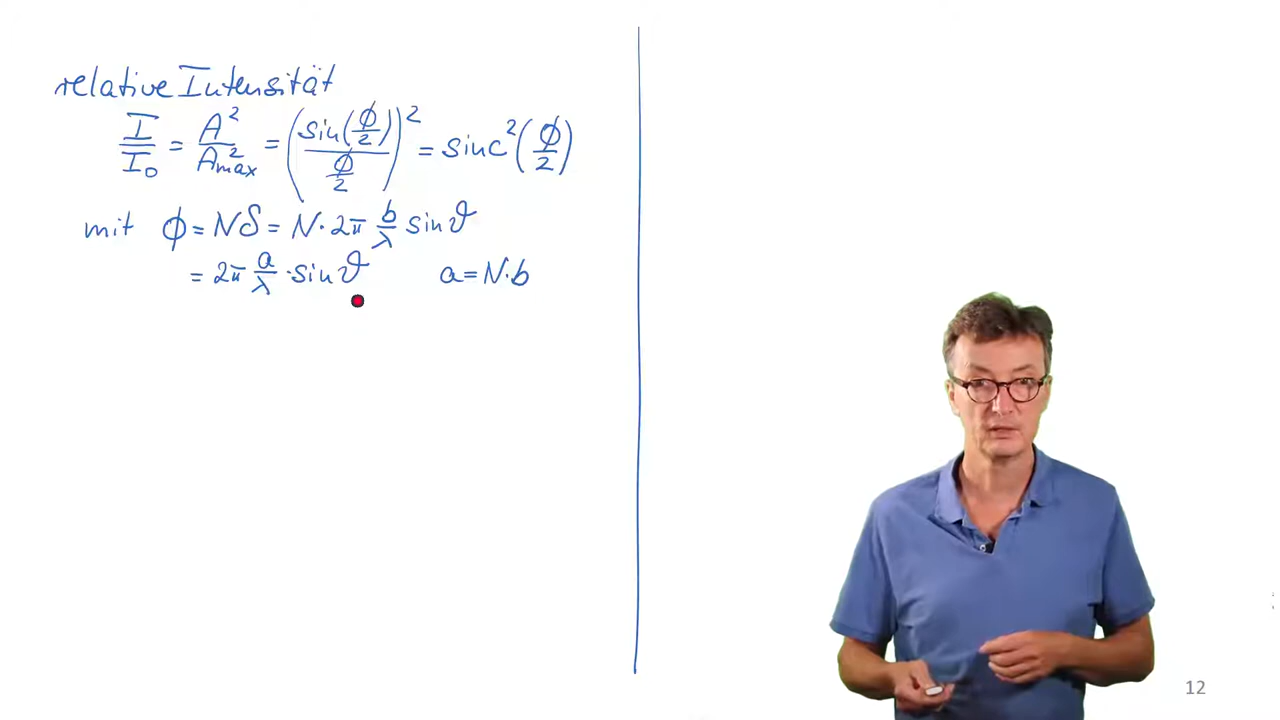 relative Intensität
I/I₀ = A²/A²max = (sin(ϕ/2)/(ϕ/2))² = sinc²(ϕ/2)
mit ϕ = Nδ = N·2π b/λ sin ϑ
= 2π a/λ · sin ϑ a = N·b
12